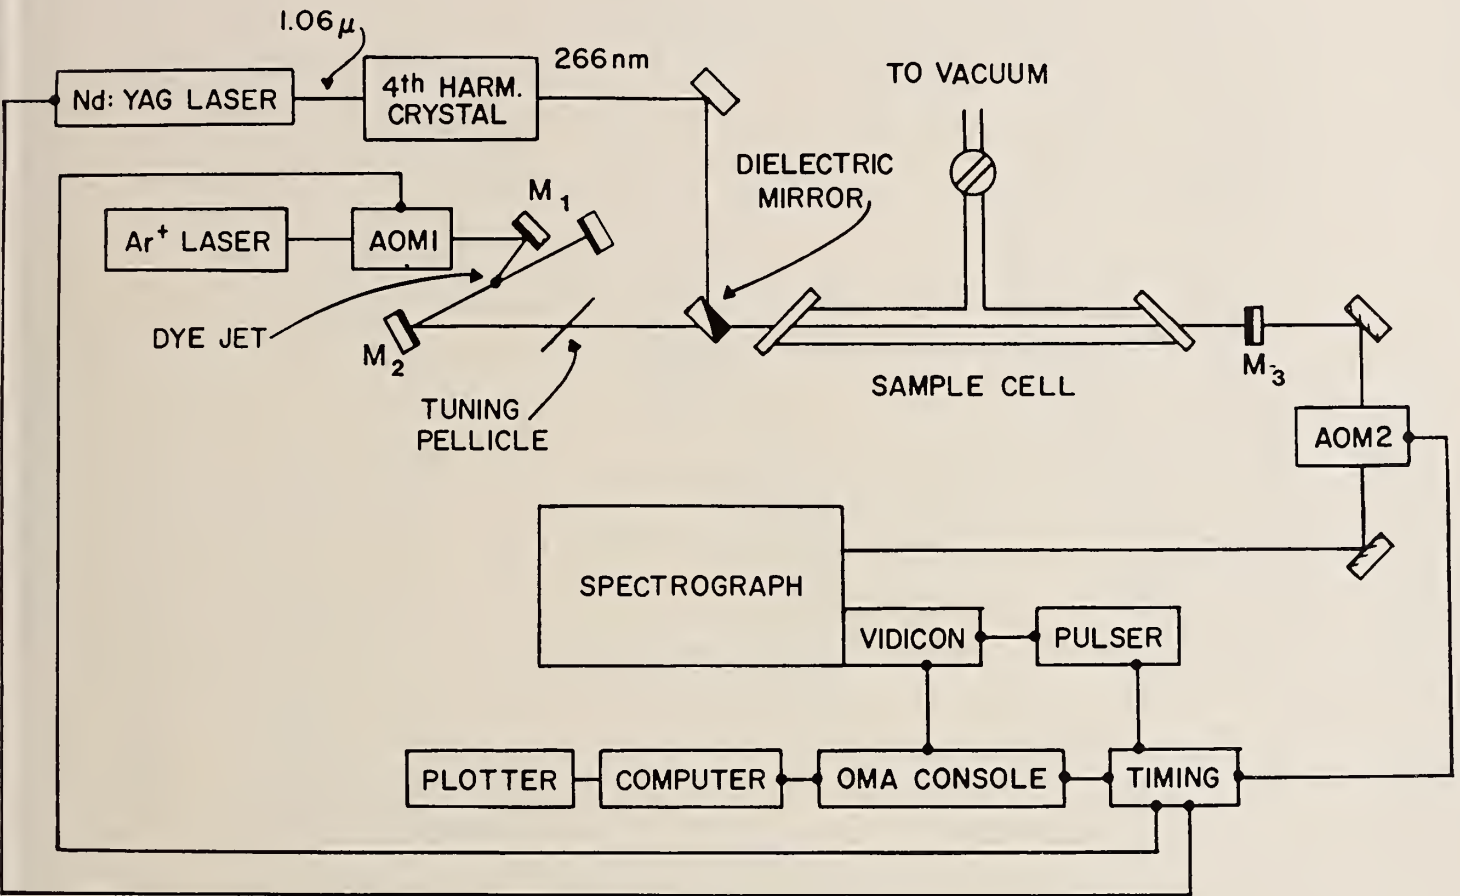 1.06 μ
Nd: YAG LASER
4th HARM.
CRYSTAL
266nm
TO VACUUM
DIELECTRIC
MIRROR
Ar+ LASER
AOM1
M1
DYE JET
M2
TUNING
PELLICLE
SAMPLE CELL
M3
AOM2
SPECTROGRAPH
VIDICON
PULSER
PLOTTER
COMPUTER
OMA CONSOLE
TIMING